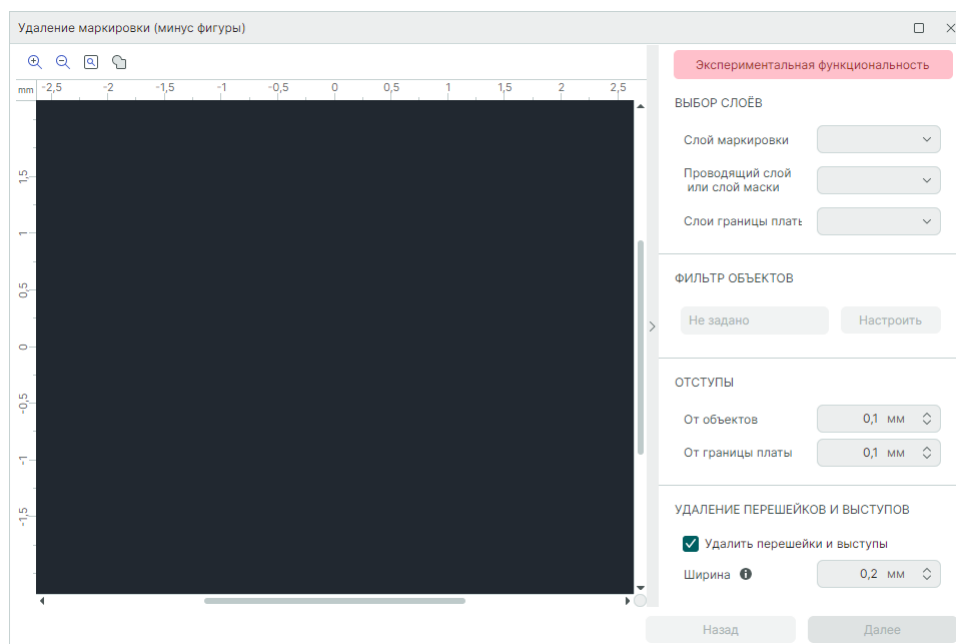 Удаление маркировки (минус фигуры)
Экспериментальная функциональность
mm -2,5 -2 -1,5 -1 -0,5 0 0,5 1 1,5 2 2,5
ВЫБОР СЛОЁВ
Слой маркировки
Проводящий слой
или слой маски
Слои границы платы
1,5
1
0,5
0
-0,5
-1
-1,5
ФИЛЬТР ОБЪЕКТОВ
Не задано Настроить
ОТСТУПЫ
От объектов 0,1 мм
От границы платы 0,1 мм
УДАЛЕНИЕ ПЕРЕШЕЙКОВ И ВЫСТУПОВ
Удалить перешейки и выступы
Ширина 0,2 мм
Назад Далее